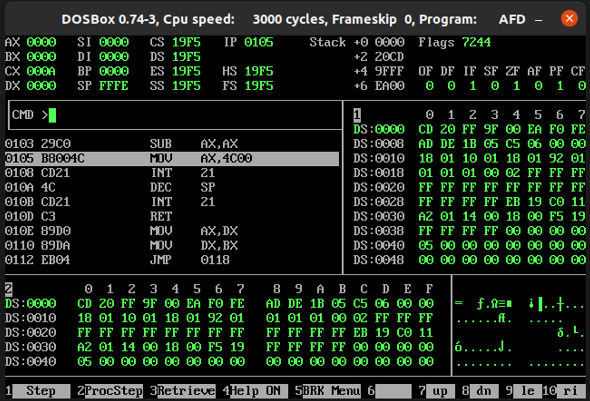 DOSBox 0.74-3, Cpu speed: 3000 cycles, Frameskip 0, Program: AFD
AX 0000 SI 0000 CS 19F5 IP 0105 Stack +0 0000 Flags 7244
BX 0000 DI 0000 DS 19F5 +2 20CD
CX 000A BP 0000 ES 19F5 HS 19F5 +4 9FFF OF DF IF SF ZF AF PF CF
DX 0000 SP FFFE SS 19F5 FS 19F5 +6 EA00 0 0 1 0 1 0 1 0
CMD > 1 0 1 2 3 4 5 6 7
DS:0000 CD 20 FF 9F 00 EA F0 FE
0103 29C0 SUB AX,AX DS:0008 AD DE 1B 05 C5 06 00 00
0105 B8004C MOV AX,4C00 DS:0010 18 01 10 01 18 01 92 01
0108 CD21 INT 21 DS:0018 01 01 01 00 02 FF FF FF
010A 4C DEC SP DS:0020 FF FF FF FF FF FF FF FF
010B CD21 INT 21 DS:0028 FF FF FF FF EB 19 C0 11
010D C3 RET DS:0030 A2 01 14 00 18 00 F5 19
010E 89D0 MOV AX,DX DS:0038 FF FF FF FF 00 00 00 00
0110 89DA MOV DX,BX DS:0040 05 00 00 00 00 00 00 00
0112 EB04 JMP 0118 DS:0048 00 00 00 00 00 00 00 00
2 0 1 2 3 4 5 6 7 8 9 A B C D E F
DS:0000 CD 20 FF 9F 00 EA F0 FE AD DE 1B 05 C5 06 00 00
DS:0010 18 01 10 01 18 01 92 01 01 01 01 00 02 FF FF FF
DS:0020 FF FF FF FF FF FF FF FF FF FF FF FF EB 19 C0 11
DS:0030 A2 01 14 00 18 00 F5 19 FF FF FF FF 00 00 00 00
DS:0040 05 00 00 00 00 00 00 00 00 00 00 00 00 00 00 00
1 Step 2ProcStep 3Retrieve 4Help ON 5BRK Menu 6 7 up 8 dn 9 le 10 ri